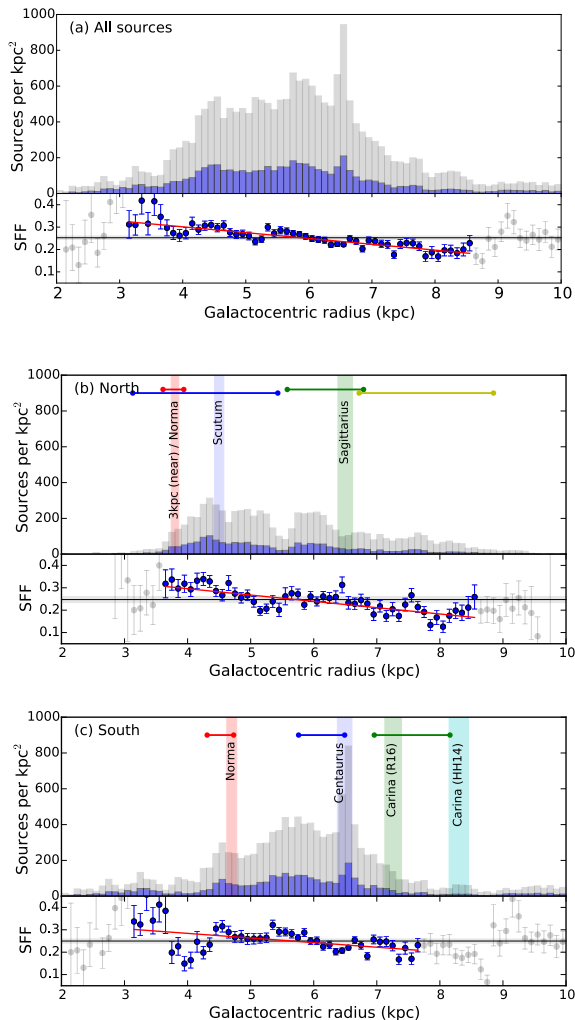 (a) All sources
Sources per kpc²
1000
800
600
400
200
0
SFF
0.4
0.3
0.2
0.1
2 3 4 5 6 7 8 9 10
Galactocentric radius (kpc)
(b) North
Sources per kpc²
1000
800
600
400
200
0
3kpc (near) / Norma
Scutum
Sagittarius
SFF
0.4
0.3
0.2
0.1
2 3 4 5 6 7 8 9 10
Galactocentric radius (kpc)
(c) South
Sources per kpc²
1000
800
600
400
200
0
Norma
Centaurus
Carina (R16)
Carina (HH14)
SFF
0.4
0.3
0.2
0.1
2 3 4 5 6 7 8 9 10
Galactocentric radius (kpc)